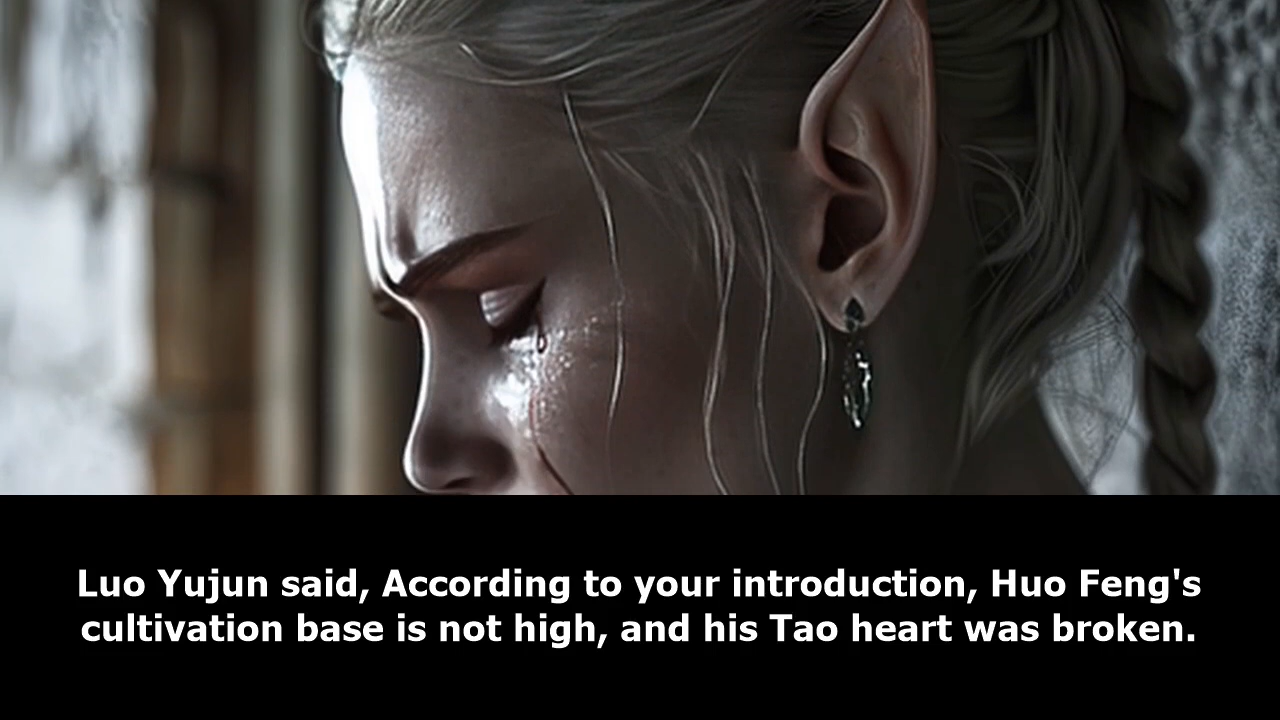 Luo Yujun said, According to your introduction, Huo Feng's
cultivation base is not high, and his Tao heart was broken.